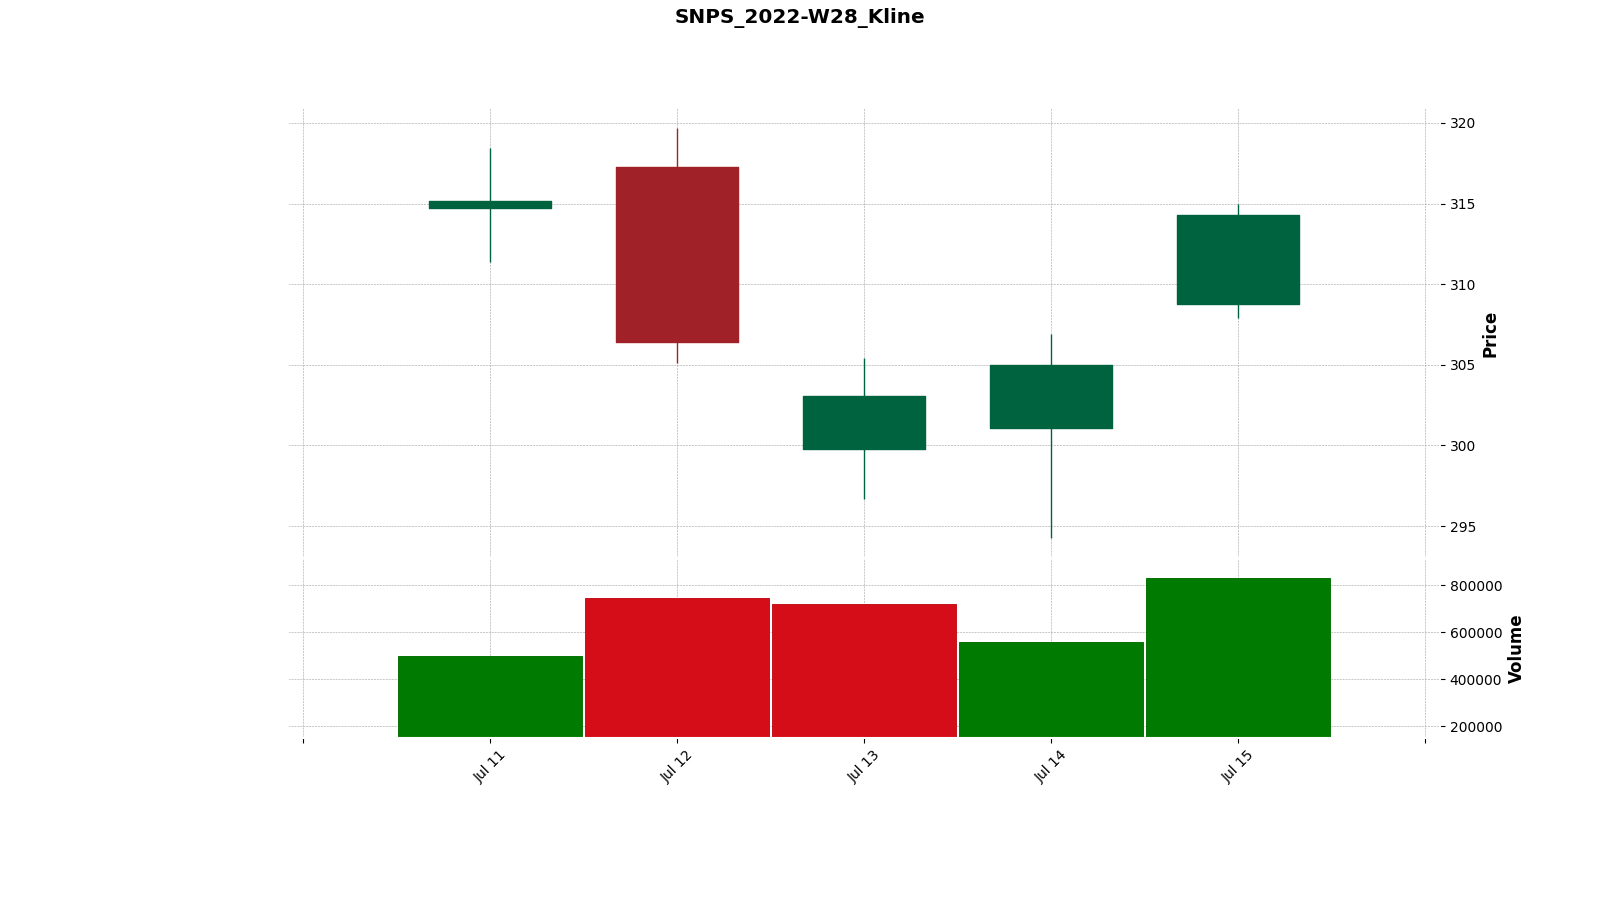 SNPS_2022-W28_Kline
320
315
310
305
300
295
Price
800000
600000
400000
200000
Volume
Jul 11
Jul 12
Jul 13
Jul 14
Jul 15